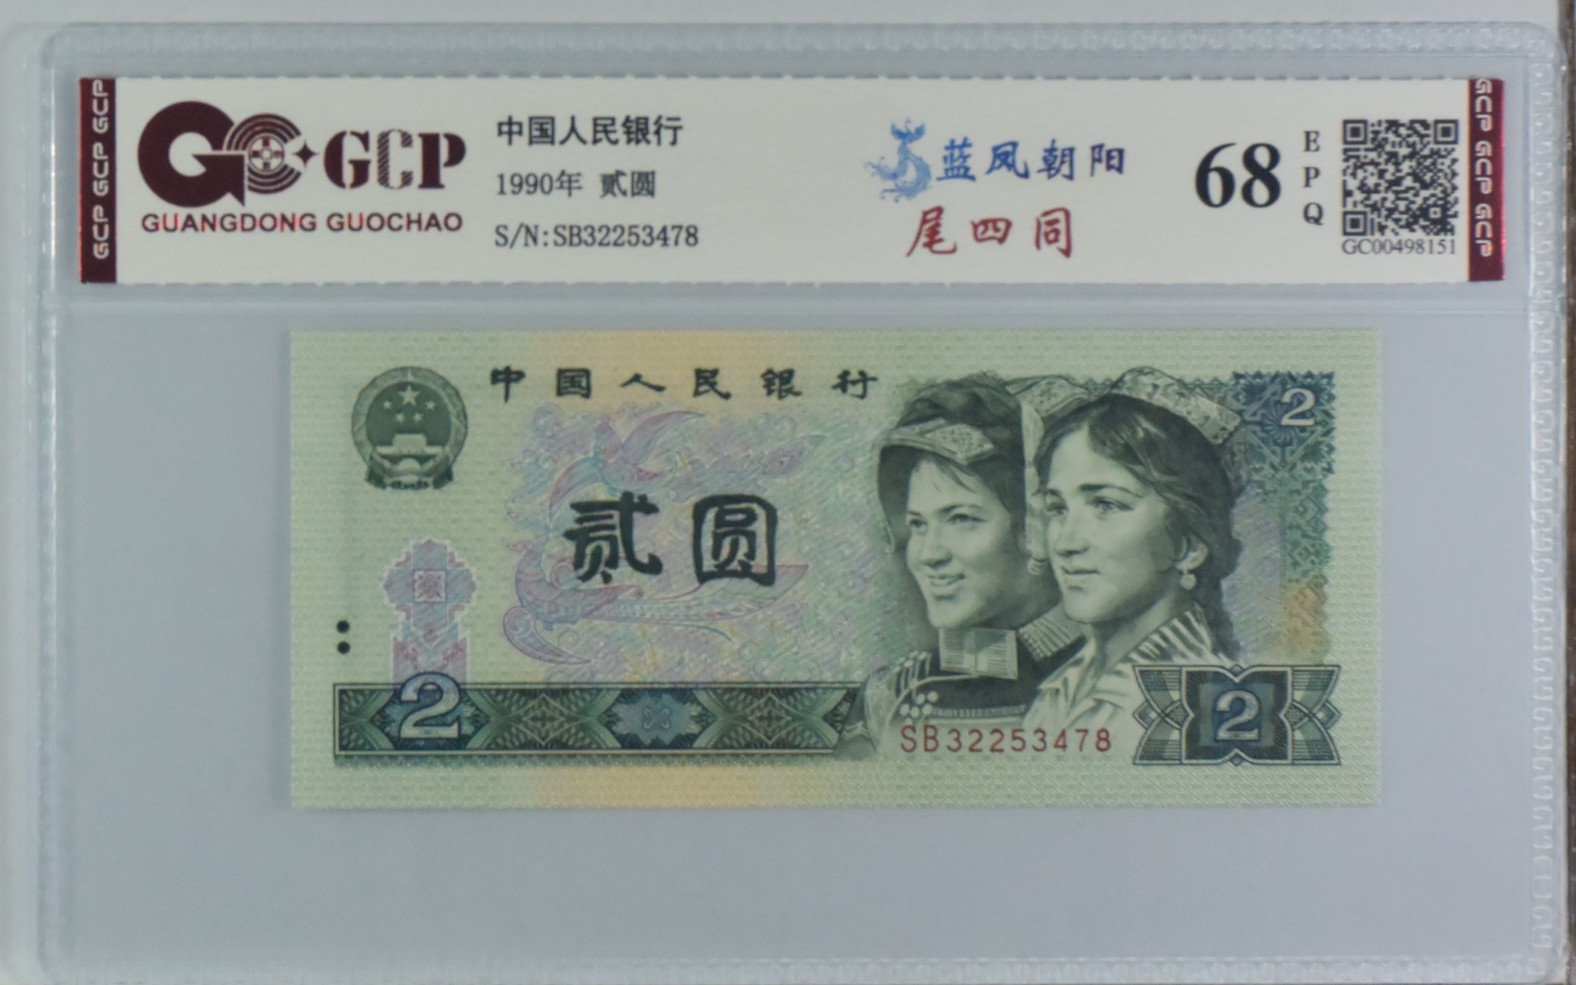 GCP GCP GCP
GCP
GUANGDONG GUOCHAO
中国人民银行
1990年 贰圆
S/N:SB32253478
蓝凤朝阳
尾四同
68
EPQ
GC00498151
GCP GCP GCP
中国人民银行
2
贰圆
2
SB32253478
2